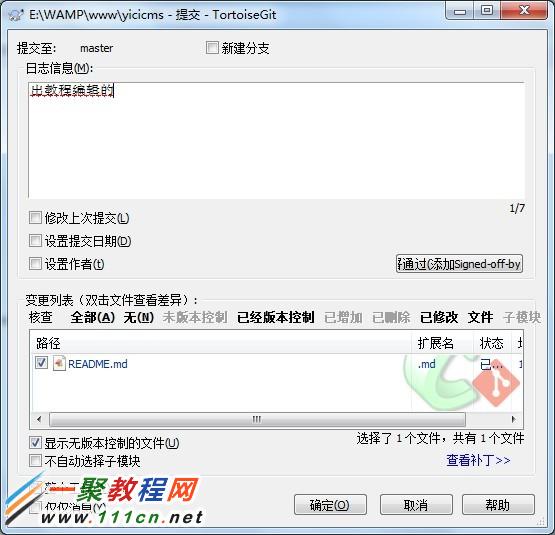 E:\WAMP\www\yicicms - 提交 - TortoiseGit
提交至: master 新建分支
日志信息(M):
出教程编辑的
1/7
修改上次提交(L)
设置提交日期(D)
设置作者(t)
通过(添加Signed-off-by
变更列表（双击文件查看差异）:
核查 全部(A) 无(N) 未版本控制 已经版本控制 已增加 已删除 已修改 文件 子模块
路径 扩展名 状态
README.md .md 已... 1
显示无版本控制的文件(U)
选择了 1 个文件，共有 1 个文件
不自动选择子模块
查看补丁>>
一聚教程网
仅仅消息(Y)
www.111cn.net
确定(O) 取消 帮助